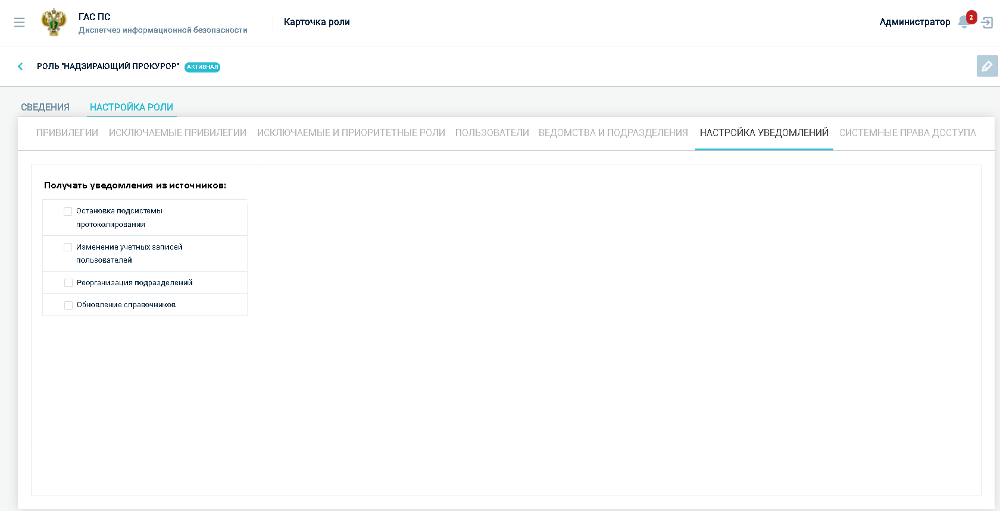 ГАС ПС
Диспетчер информационной безопасности
Карточка роли
Администратор
2
РОЛЬ "НАДЗИРАЮЩИЙ ПРОКУРОР"
АКТИВНАЯ
СВЕДЕНИЯ
НАСТРОЙКА РОЛИ
ПРИВИЛЕГИИ
ИСКЛЮЧАЕМЫЕ ПРИВИЛЕГИИ
ИСКЛЮЧАЕМЫЕ И ПРИОРИТЕТНЫЕ РОЛИ
ПОЛЬЗОВАТЕЛИ
ВЕДОМСТВА И ПОДРАЗДЕЛЕНИЯ
НАСТРОЙКА УВЕДОМЛЕНИЙ
СИСТЕМНЫЕ ПРАВА ДОСТУПА
Получать уведомления из источников:
Остановка подсистемы
протоколирования
Изменение учетных записей
пользователей
Реорганизация подразделений
Обновление справочников